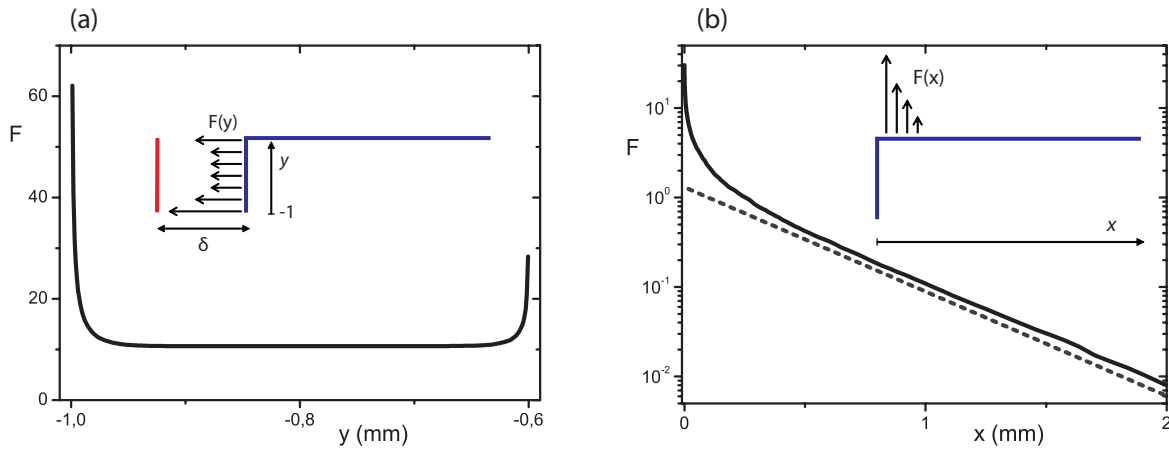 (a)
F
60
40
20
0
F(y)
y
-1
δ
-1,0
-0,8
-0,6
y (mm)
(b)
F
10¹
10⁰
10⁻¹
10⁻²
F(x)
x
0
1
2
x (mm)